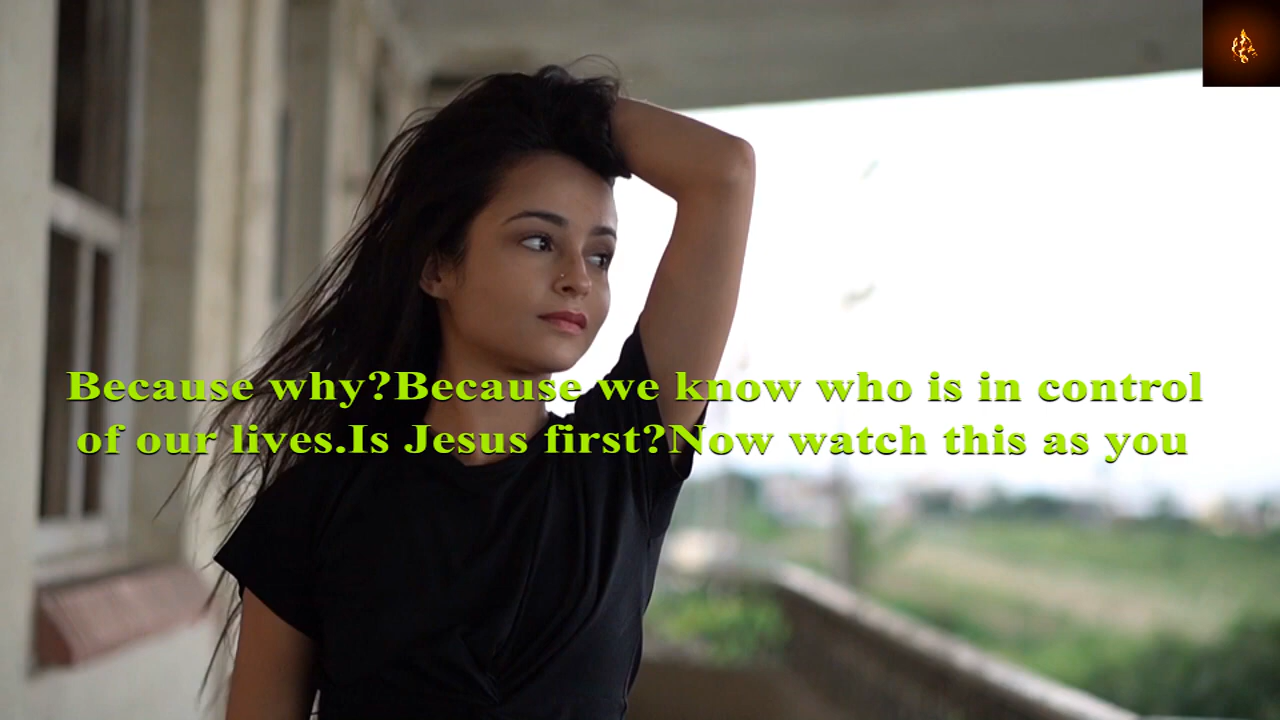 Because why?Because we know who is in control
of our lives.Is Jesus first?Now watch this as you